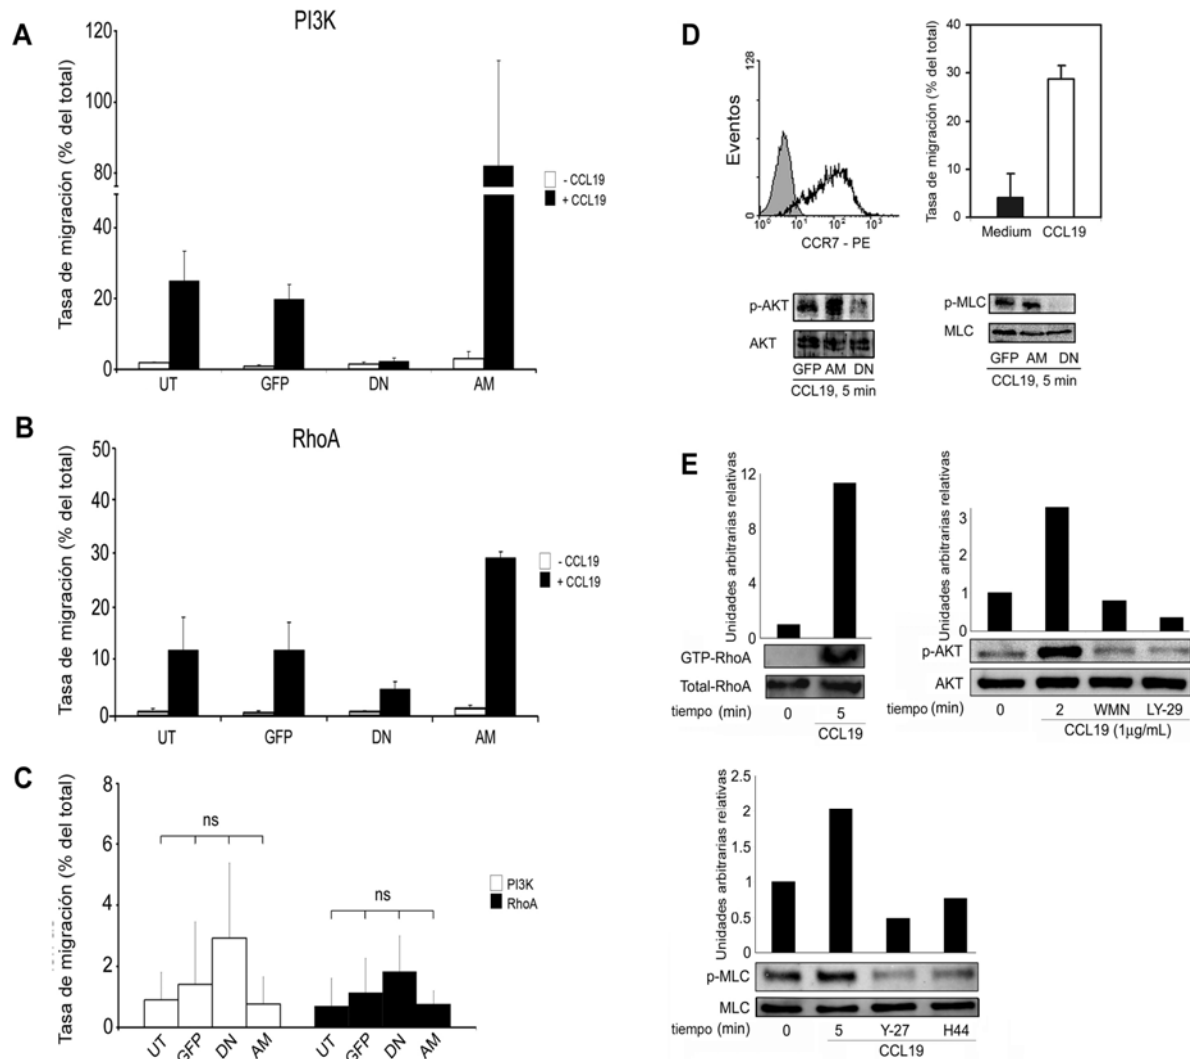 A
PI3K
Tasa de migración (% del total)
120
100
80
40
20
0
- CCL19
+ CCL19
UT GFP DN AM
B
RhoA
Tasa de migración (% del total)
50
40
30
20
10
0
- CCL19
+ CCL19
UT GFP DN AM
C
Tasa de migración (% del total)
8
6
4
2
0
ns
ns
PI3K
RhoA
UT GFP DN AM UT GFP DN AM
D
Eventos
128
0
10⁰ 10¹ 10² 10³
CCR7 - PE
Tasa de migración (% del total)
40
30
20
10
0
Medium CCL19
p-AKT
AKT
GFP AM DN
CCL19, 5 min
p-MLC
MLC
GFP AM DN
CCL19, 5 min
E
Unidades arbitrarias relativas
12
8
4
0
GTP-RhoA
Total-RhoA
tiempo (min) 0 5
CCL19
Unidades arbitrarias relativas
3
2
1
0
p-AKT
AKT
tiempo (min) 0 2 WMN LY-29
CCL19 (1µg/mL)
Unidades arbitrarias relativas
2.5
2
1.5
1
0.5
0
p-MLC
MLC
tiempo (min) 0 5 Y-27 H44
CCL19